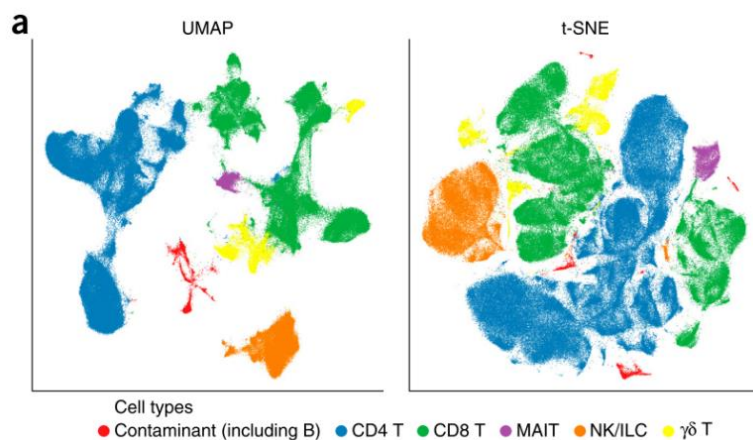 a
UMAP
t-SNE
Cell types
Contaminant (including B) CD4 T CD8 T MAIT NK/ILC γδ T